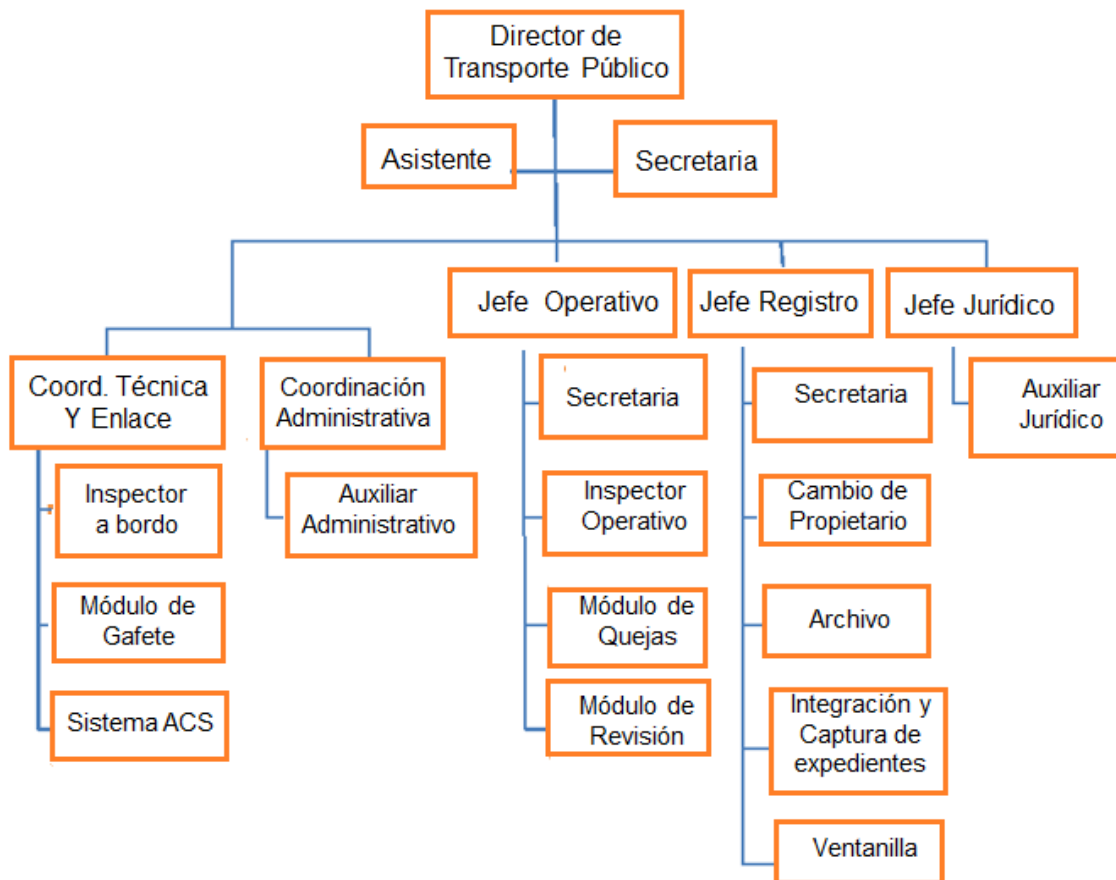 Director de
Transporte Público
Asistente
Secretaria
Jefe Operativo
Jefe Registro
Jefe Jurídico
Coord. Técnica
Y Enlace
Coordinación
Administrativa
Inspector
a bordo
Módulo de
Gafete
Sistema ACS
Auxiliar
Administrativo
Secretaria
Inspector
Operativo
Módulo de
Quejas
Módulo de
Revisión
Secretaria
Cambio de
Propietario
Archivo
Integración y
Captura de
expedientes
Ventanilla
Auxiliar
Jurídico